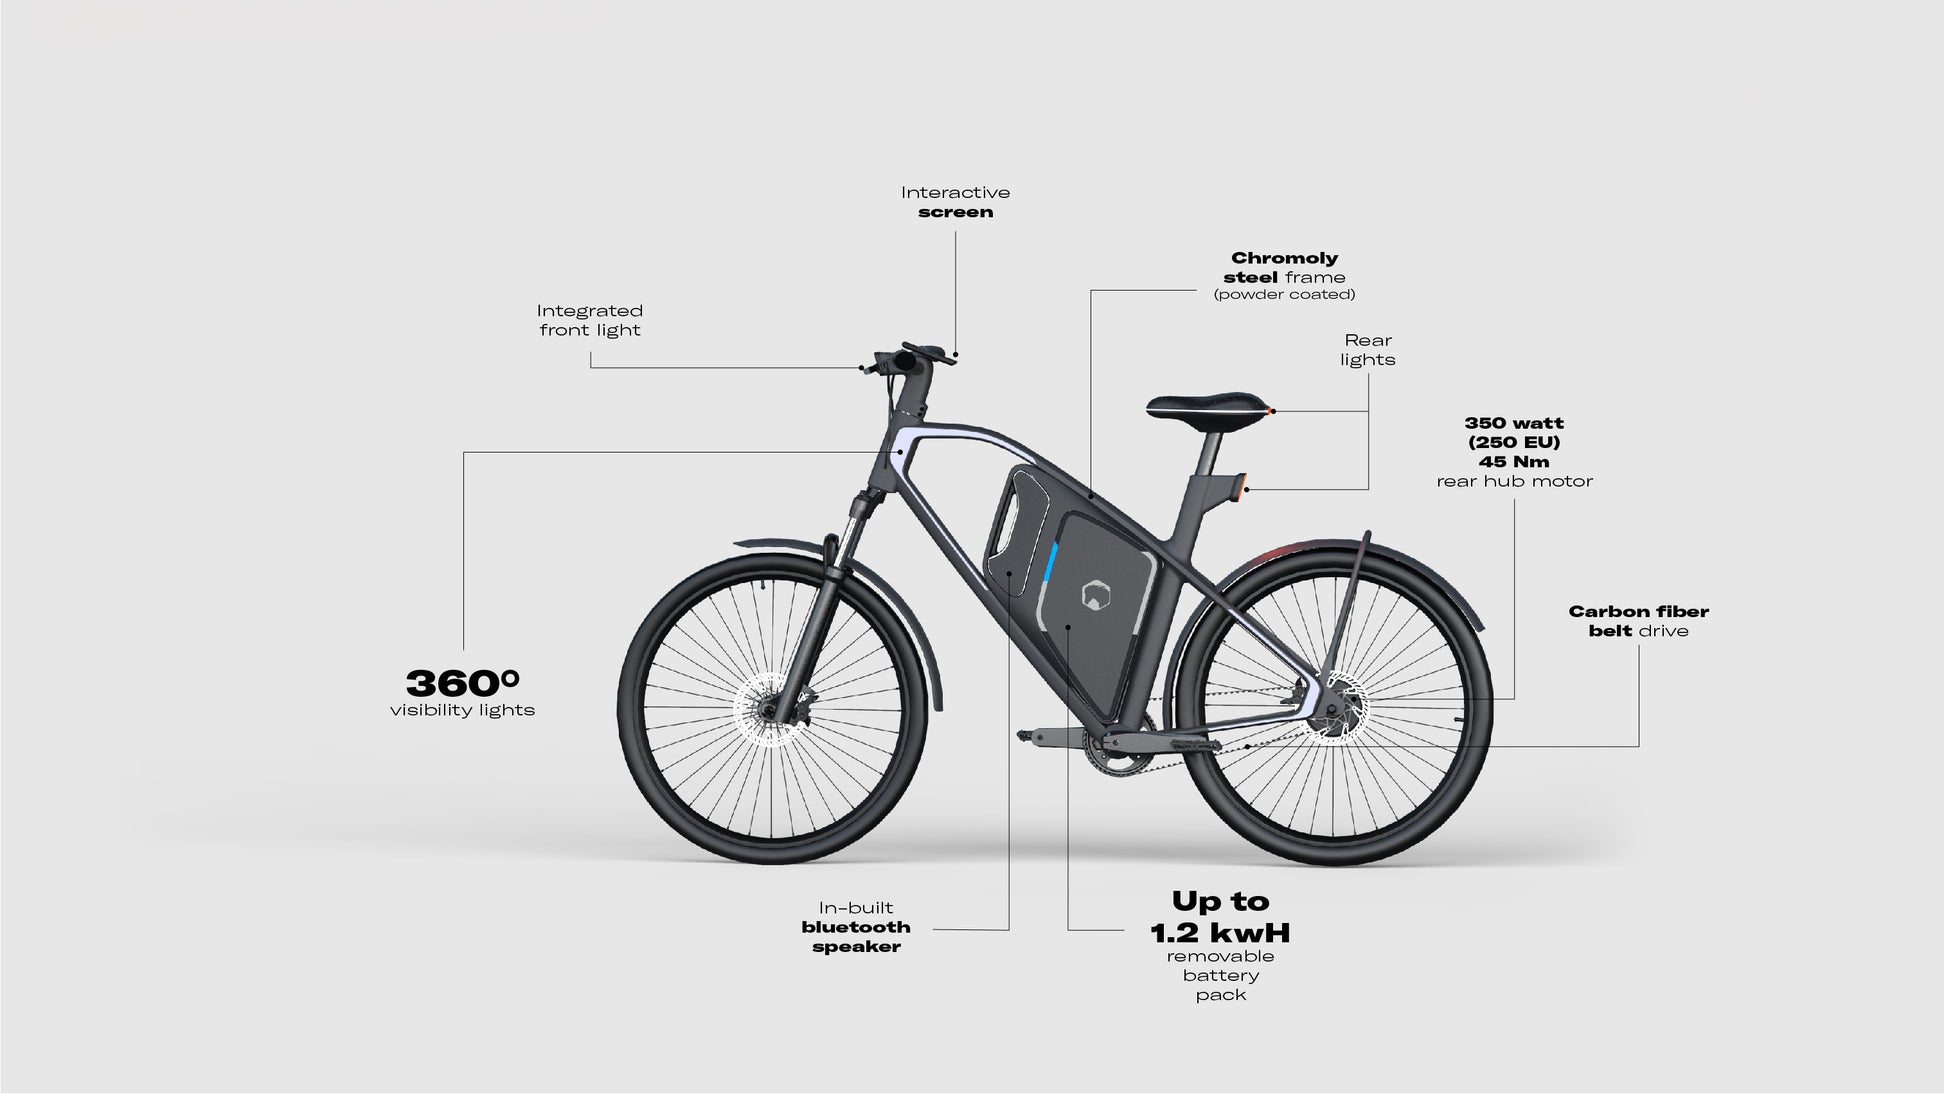 Interactive
screen
Chromoly
steel frame
(powder coated)
Integrated
front light
Rear
lights
350 watt
(250 EU)
45 Nm
rear hub motor
Carbon fiber
belt drive
360º
visibility lights
In-built
bluetooth
speaker
Up to
1.2 kwH
removable
battery
pack